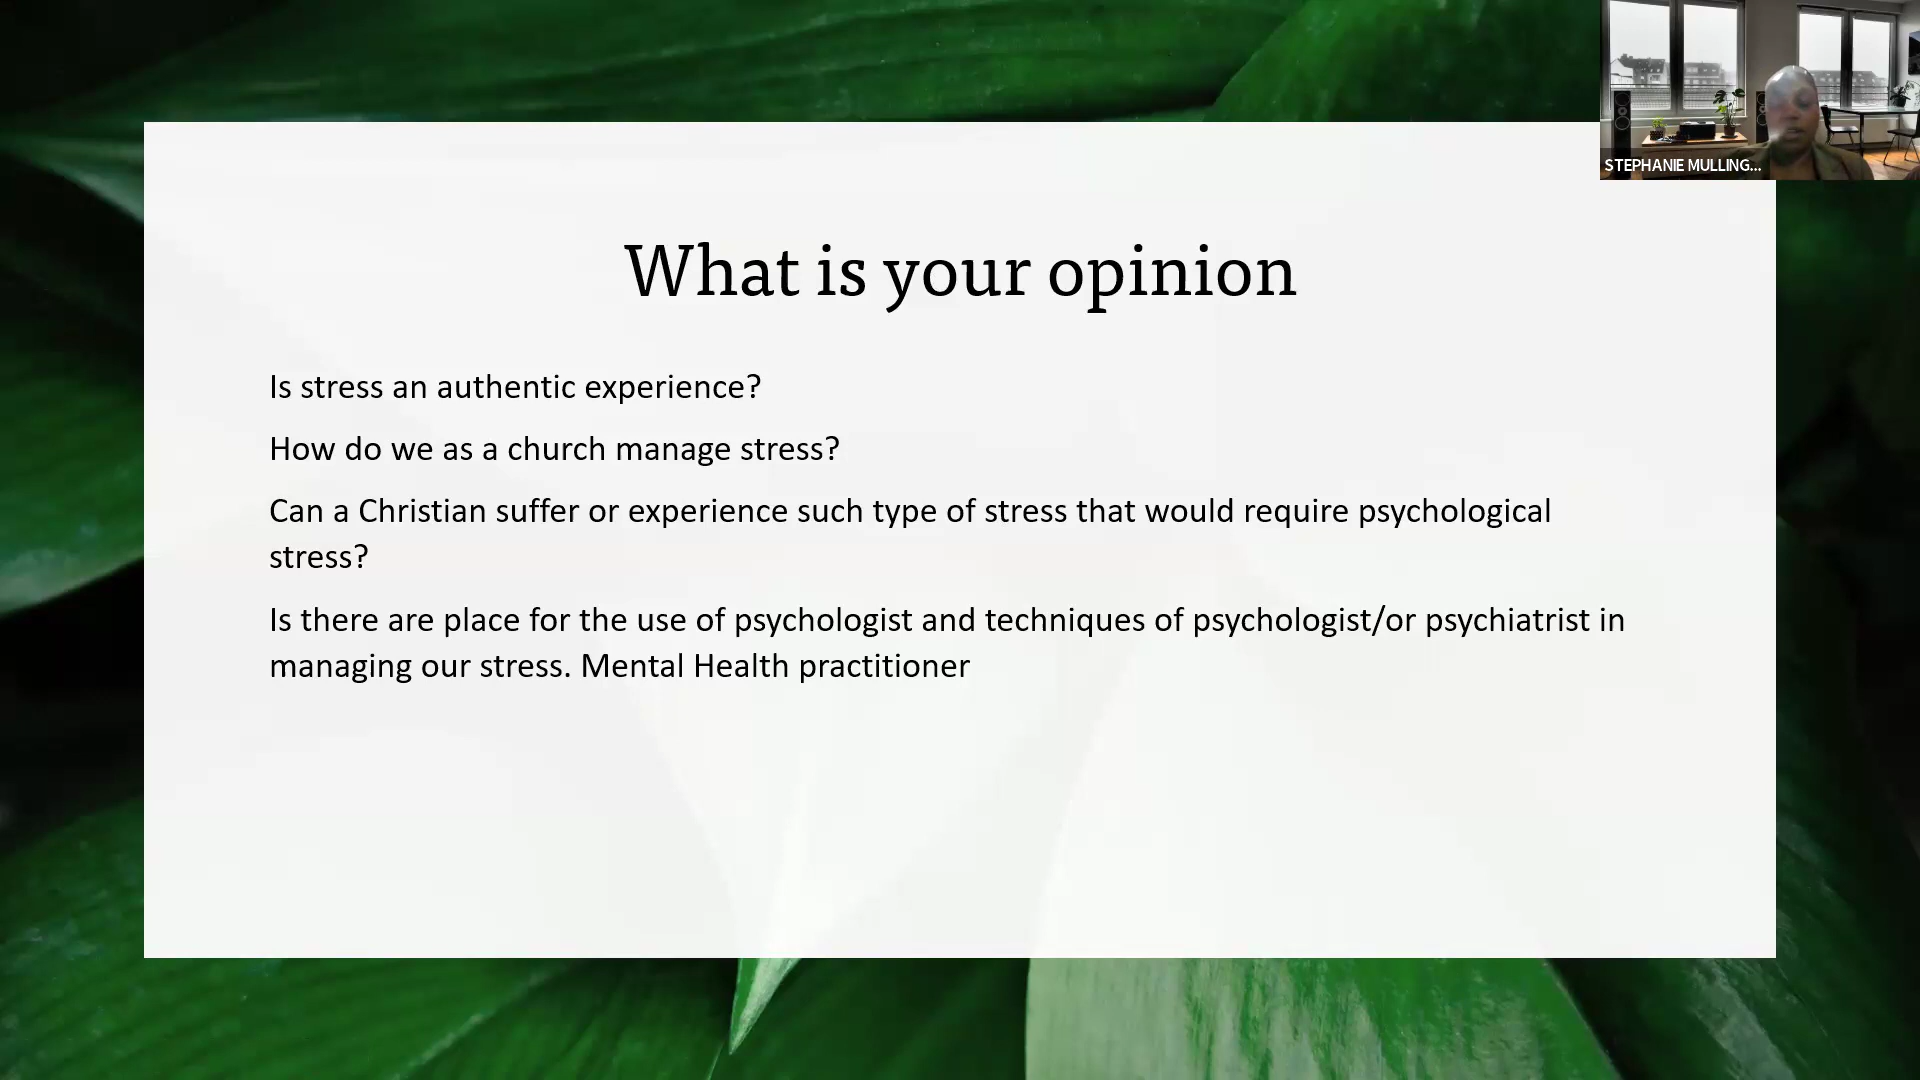 STEPHANIE MULLING...
What is your opinion
Is stress an authentic experience?
How do we as a church manage stress?
Can a Christian suffer or experience such type of stress that would require psychological
stress?
Is there are place for the use of psychologist and techniques of psychologist/or psychiatrist in
managing our stress. Mental Health practitioner